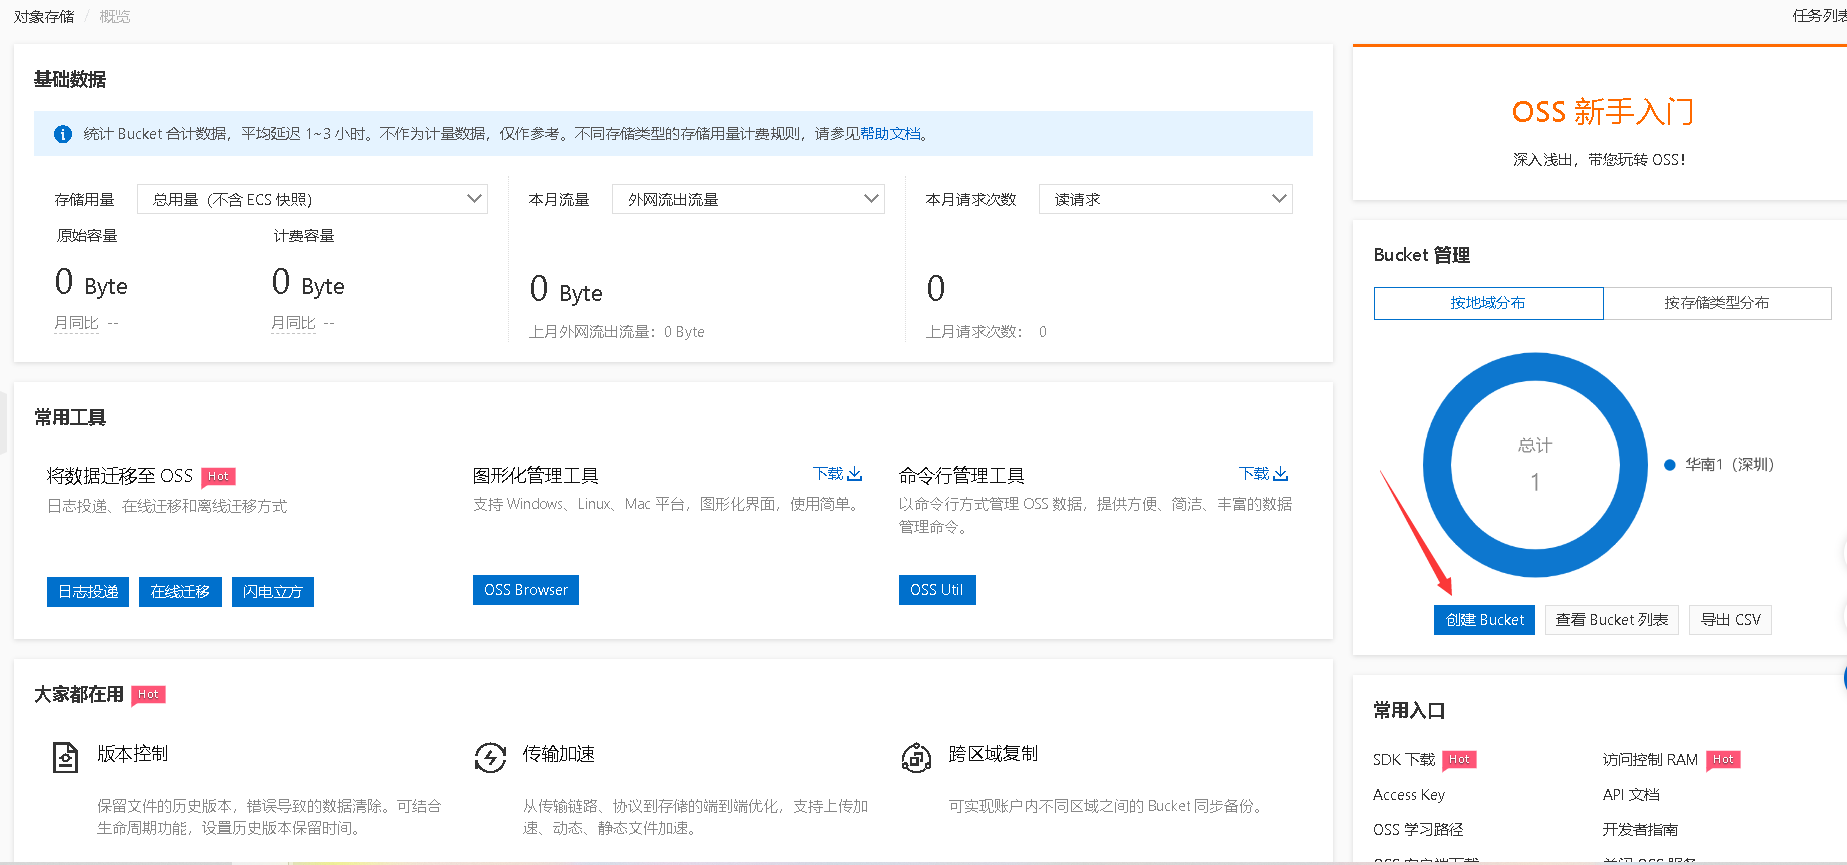 对象存储 / 概览
任务列表
基础数据
统计 Bucket 合计数据，平均延迟 1~3 小时。不作为计量数据，仅作参考。不同存储类型的存储用量计费规则，请参见帮助文档。
存储用量 总用量（不含 ECS 快照）
原始容量 计费容量
0 Byte 0 Byte
月同比 -- 月同比 --
本月流量 外网流出流量
0 Byte
上月外网流出流量：0 Byte
本月请求次数 读请求
0
上月请求次数： 0
常用工具
将数据迁移至 OSS Hot
日志投递、在线迁移和离线迁移方式
日志投递 在线迁移 闪电立方
图形化管理工具 下载
支持 Windows、Linux、Mac 平台，图形化界面，使用简单。
OSS Browser
命令行管理工具 下载
以命令行方式管理 OSS 数据，提供方便、简洁、丰富的数据
管理命令。
OSS Util
大家都在用 Hot
版本控制
保留文件的历史版本，错误导致的数据清除。可结合
生命周期功能，设置历史版本保留时间。
传输加速
从传输链路、协议到存储的端到端优化，支持上传加
速、动态、静态文件加速。
跨区域复制
可实现账户内不同区域之间的 Bucket 同步备份。
OSS 新手入门
深入浅出，带您玩转 OSS！
Bucket 管理
按地域分布 按存储类型分布
总计
1
华南1（深圳）
创建 Bucket 查看 Bucket 列表 导出 CSV
常用入口
SDK 下载 Hot 访问控制 RAM Hot
Access Key API 文档
OSS 学习路径 开发者指南